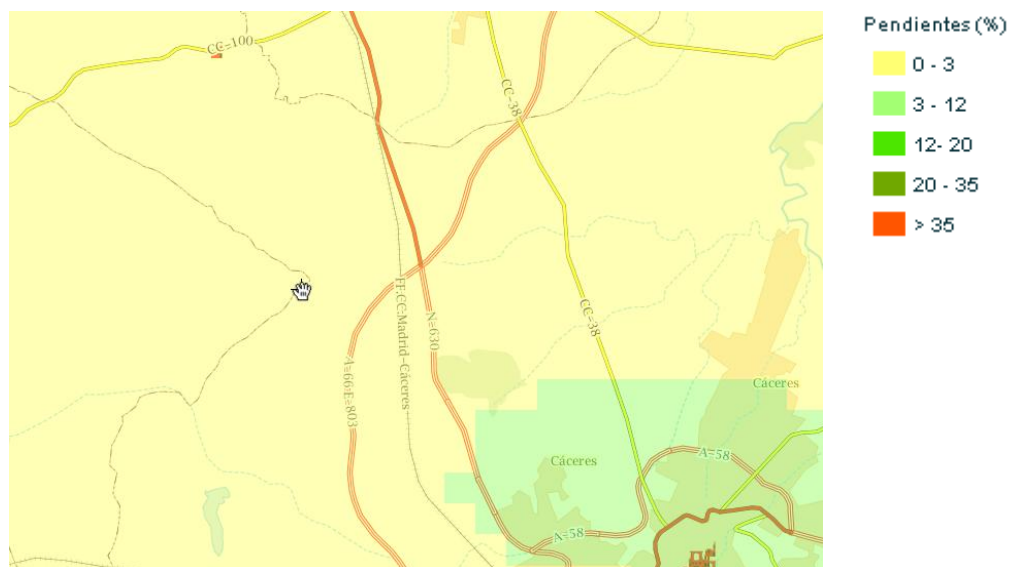 Pendientes (%)
0 - 3
3 - 12
12- 20
20 - 35
> 35
CC-100
CC-38
CC-38
FF.CC.Madrid-Cáceres
N-630
A-66:E-803
Cáceres
Cáceres
A-58
A-58